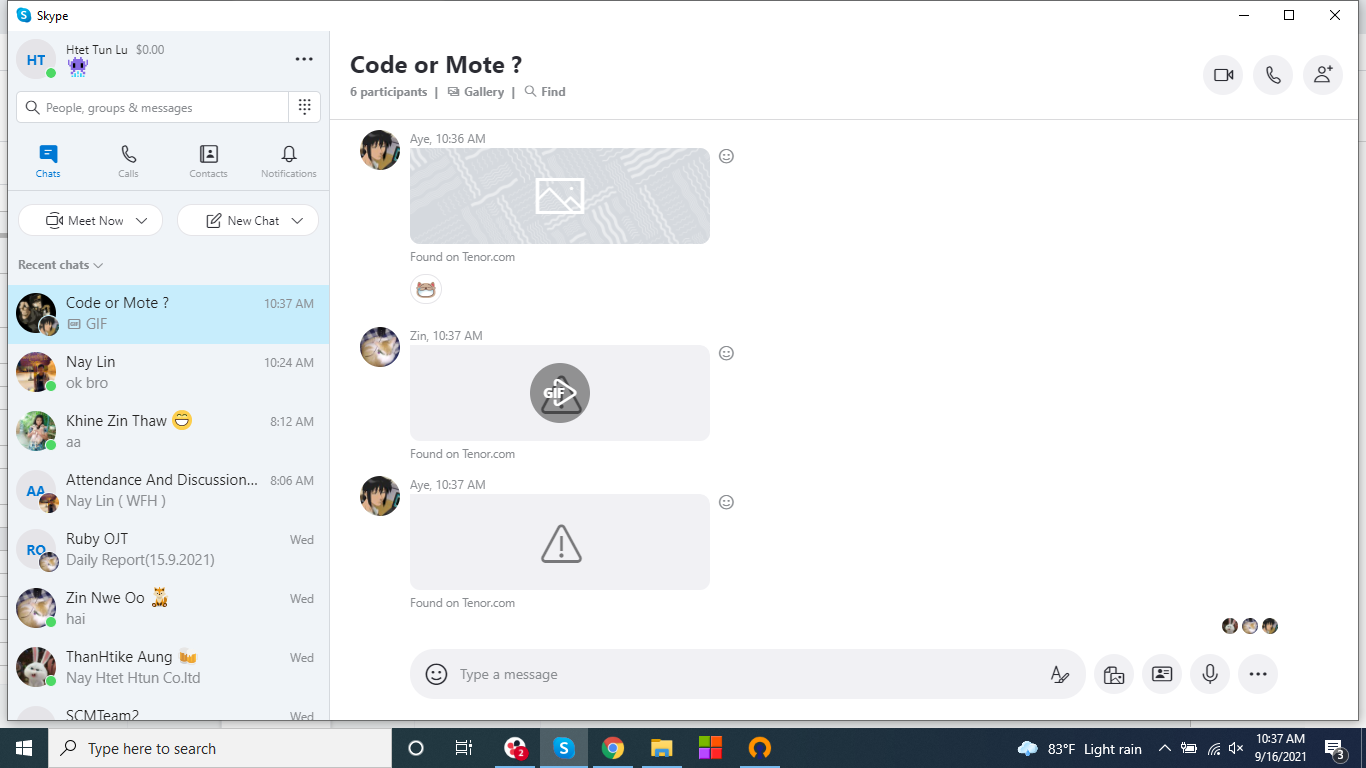 Skype
HT
Htet Tun Lu $0.00
People, groups & messages
Chats
Calls
Contacts
Notifications
Meet Now
New Chat
Recent chats
Code or Mote ?
10:37 AM
GIF
Nay Lin
10:24 AM
ok bro
Khine Zin Thaw
8:12 AM
aa
AA
Attendance And Discussion...
8:06 AM
Nay Lin ( WFH )
RO
Ruby OJT
Wed
Daily Report(15.9.2021)
Zin Nwe Oo
Wed
hai
ThanHtike Aung
Wed
Nay Htet Htun Co.ltd
SCMTeam2
Wed
Code or Mote ?
6 participants | Gallery | Find
Aye, 10:36 AM
Found on Tenor.com
Zin, 10:37 AM
GIF
Found on Tenor.com
Aye, 10:37 AM
Found on Tenor.com
Type a message
Type here to search
2
83°F Light rain
10:37 AM
9/16/2021
3